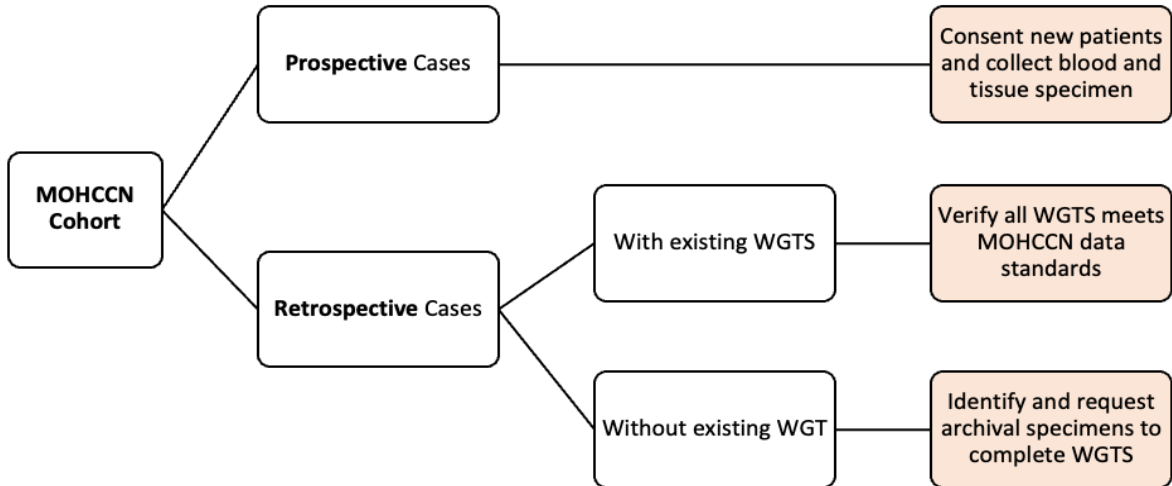 MOHCCN
Cohort
Prospective Cases
Consent new patients
and collect blood and
tissue specimen
Retrospective Cases
With existing WGTS
Verify all WGTS meets
MOHCCN data
standards
Without existing WGT
Identify and request
archival specimens to
complete WGTS